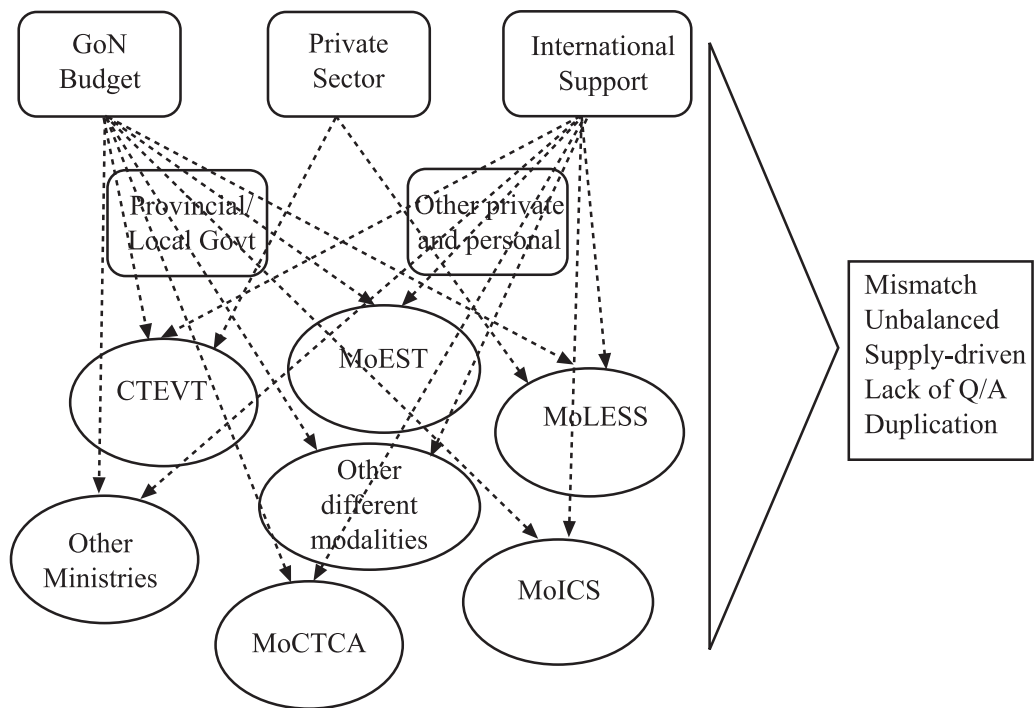 GoN
Budget
Private
Sector
International
Support
Provincial/
Local Govt
Other private
and personal
CTEVT
MoEST
MoLESS
Other
different
modalities
Other
Ministries
MoCTCA
MoICS
Mismatch
Unbalanced
Supply-driven
Lack of Q/A
Duplication